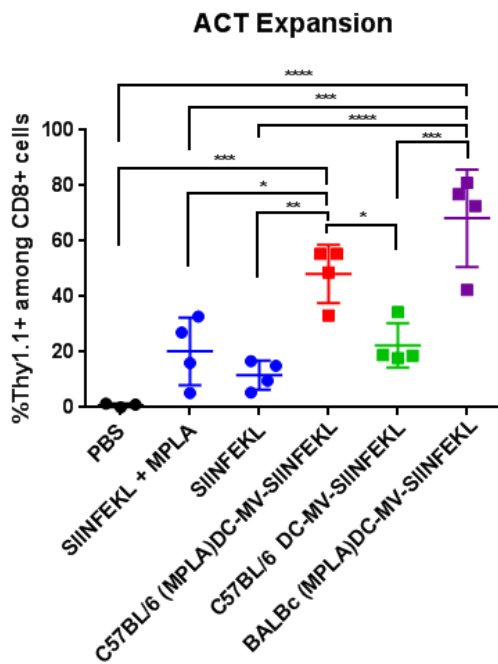 ACT Expansion
****
***
****
***
***
*
**
*
%Thy1.1+ among CD8+ cells
100
80
60
40
20
0
PBS
SIINFEKL + MPLA
SIINFEKL
C57BL/6 (MPLA)DC-MV-SIINFEKL
C57BL/6 DC-MV-SIINFEKL
BALBc (MPLA)DC-MV-SIINFEKL